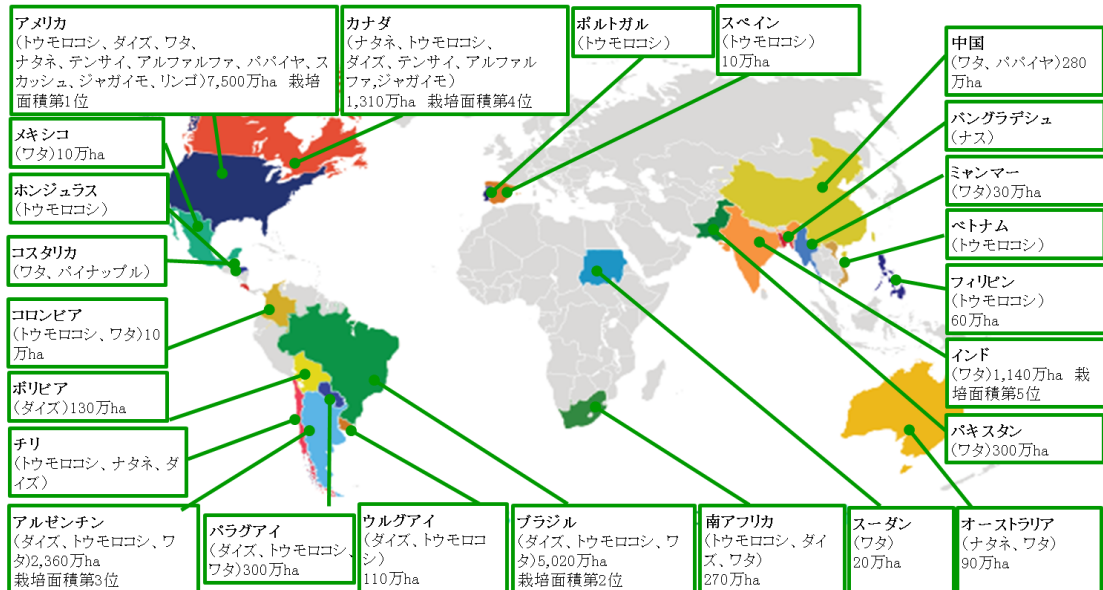 アメリカ
(トウモロコシ、ダイズ、ワタ、
ナタネ、テンサイ、アルファルファ、パパイヤ、ス
カッシュ、ジャガイモ、リンゴ)7,500万ha 栽培
面積第1位
カナダ
(ナタネ、トウモロコシ、
ダイズ、テンサイ、アルファル
ファ,ジャガイモ)
1,310万ha 栽培面積第4位
ポルトガル
(トウモロコシ)
スペイン
(トウモロコシ)
10万ha
中国
(ワタ、パパイヤ)280
万ha
メキシコ
(ワタ)10万ha
バングラデシュ
(ナス)
ホンジュラス
(トウモロコシ)
ミャンマー
(ワタ)30万ha
コスタリカ
(ワタ、パイナップル)
ベトナム
(トウモロコシ)
コロンビア
(トウモロコシ、ワタ)10
万ha
フィリピン
(トウモロコシ)
60万ha
ボリビア
(ダイズ)130万ha
インド
(ワタ)1,140万ha 栽
培面積第5位
チリ
(トウモロコシ、ナタネ、ダ
イズ)
パキスタン
(ワタ)300万ha
アルゼンチン
(ダイズ、トウモロコシ、ワ
タ)2,360万ha
栽培面積第3位
パラグアイ
(ダイズ、トウモロコシ、
ワタ)300万ha
ウルグアイ
(ダイズ、トウモロコ
シ)
110万ha
ブラジル
(ダイズ、トウモロコシ、ワ
タ)5,020万ha
栽培面積第2位
南アフリカ
(トウモロコシ、ダイ
ズ、ワタ)
270万ha
スーダン
(ワタ)
20万ha
オーストラリア
(ナタネ、ワタ)
90万ha